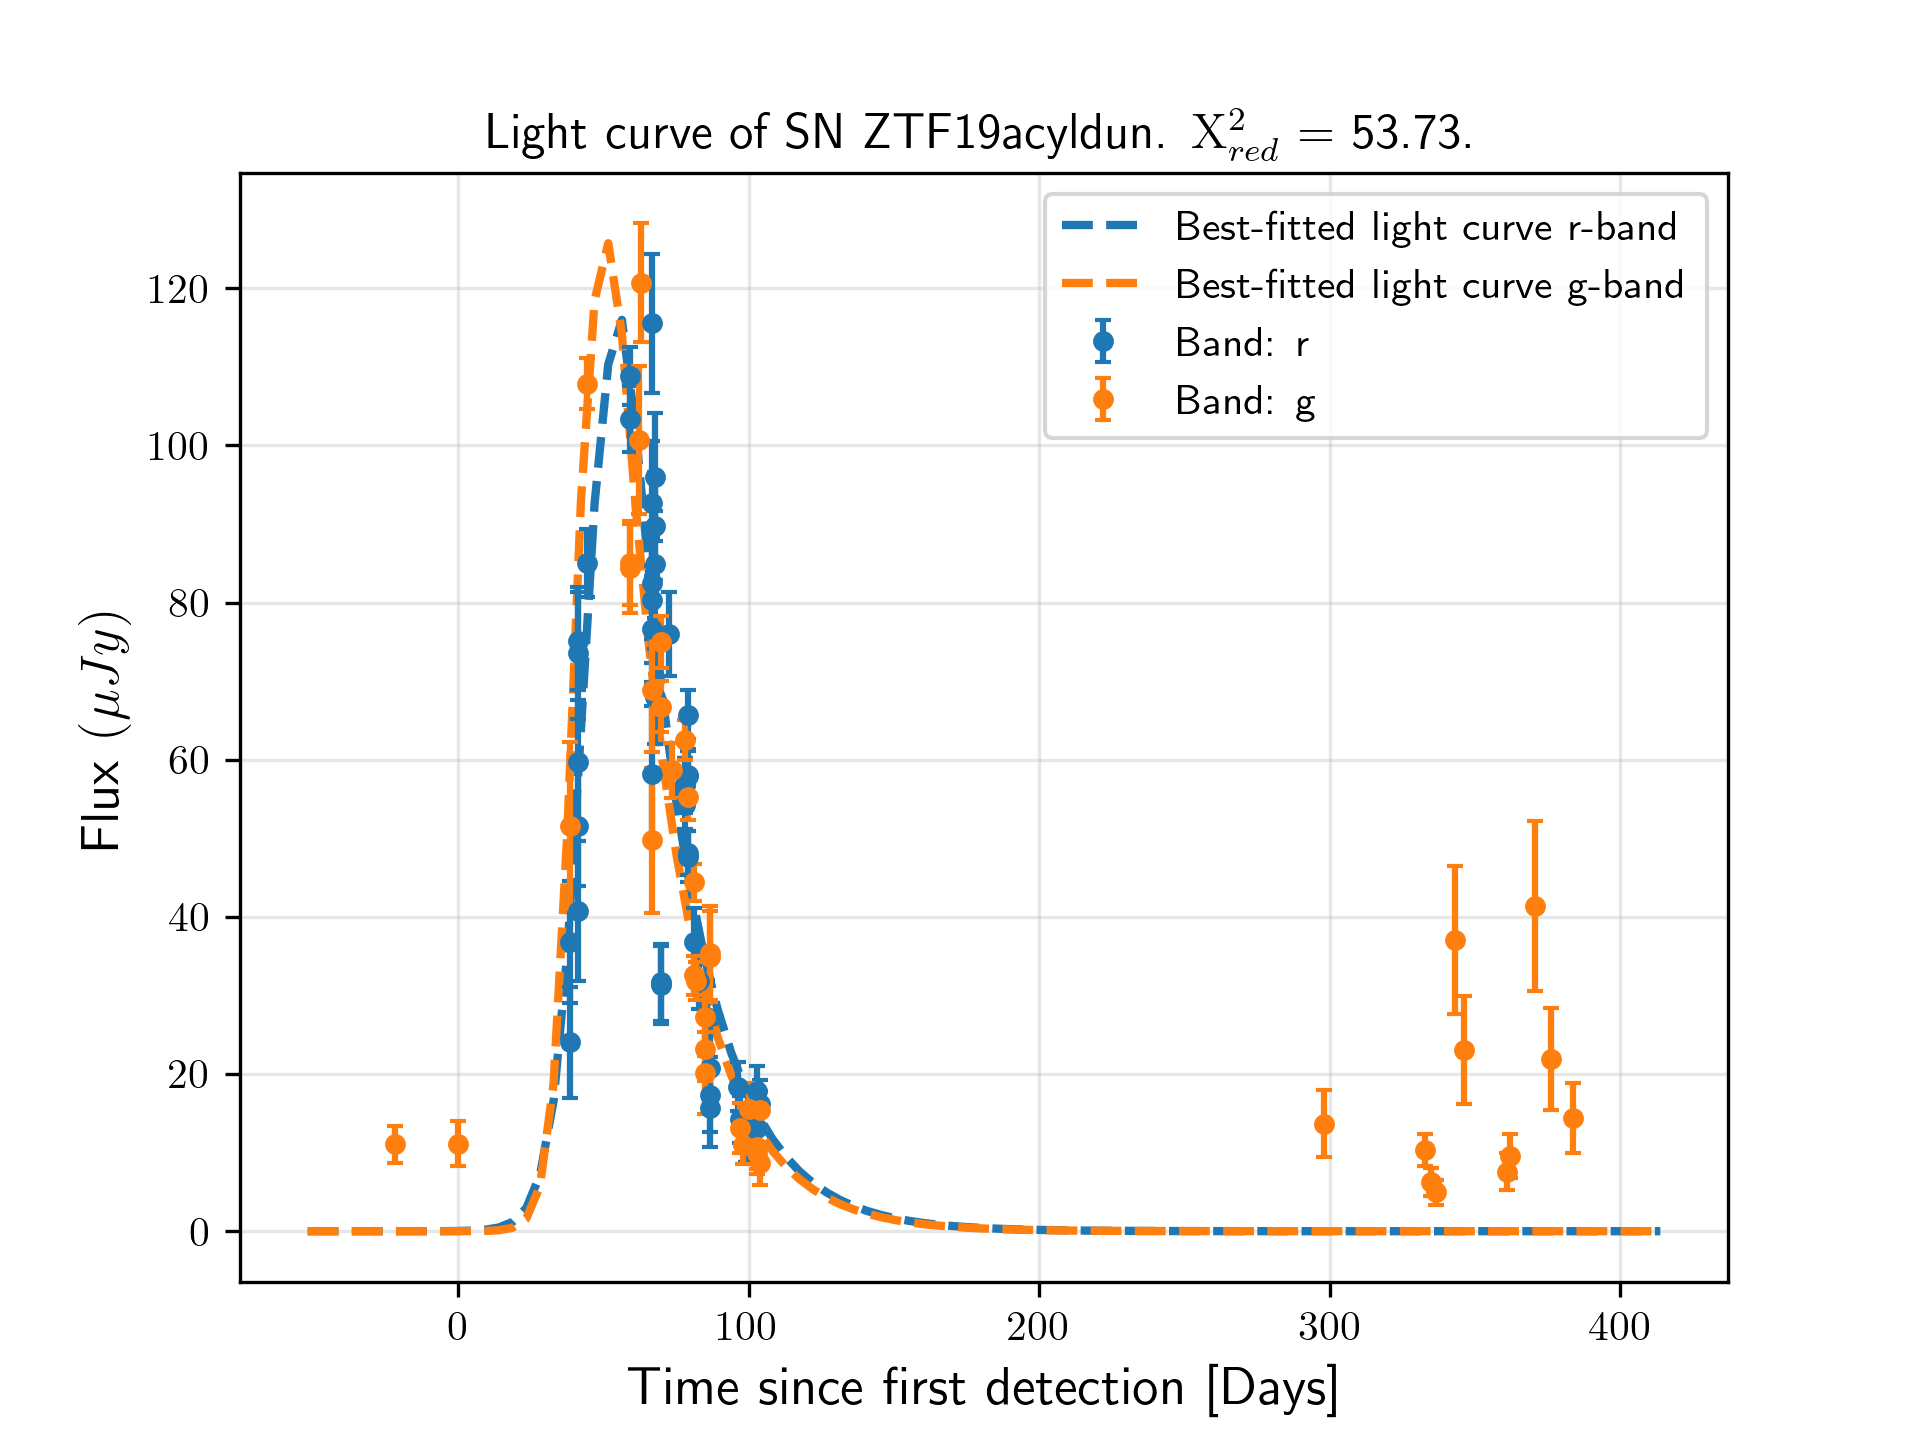 Light curve of SN ZTF19acyldun. X²_red = 53.73.
Best-fitted light curve r-band
Best-fitted light curve g-band
Band: r
Band: g
120
100
80
60
40
20
0
Flux (μJy)
0 100 200 300 400
Time since first detection [Days]